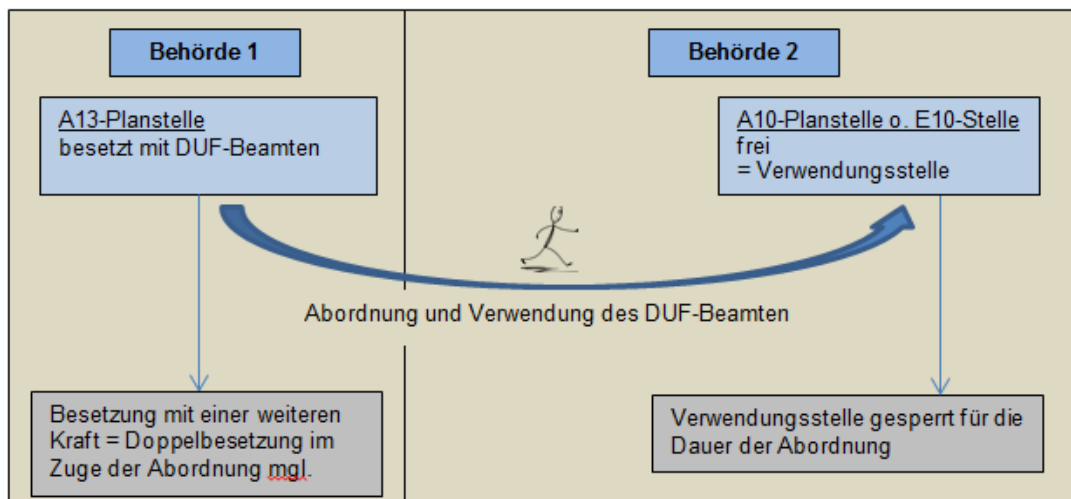 Behörde 1
Behörde 2
A13-Planstelle
besetzt mit DUF-Beamten
A10-Planstelle o. E10-Stelle
frei
= Verwendungsstelle
Abordnung und Verwendung des DUF-Beamten
Besetzung mit einer weiteren
Kraft = Doppelbesetzung im
Zuge der Abordnung mgl.
Verwendungsstelle gesperrt für die
Dauer der Abordnung